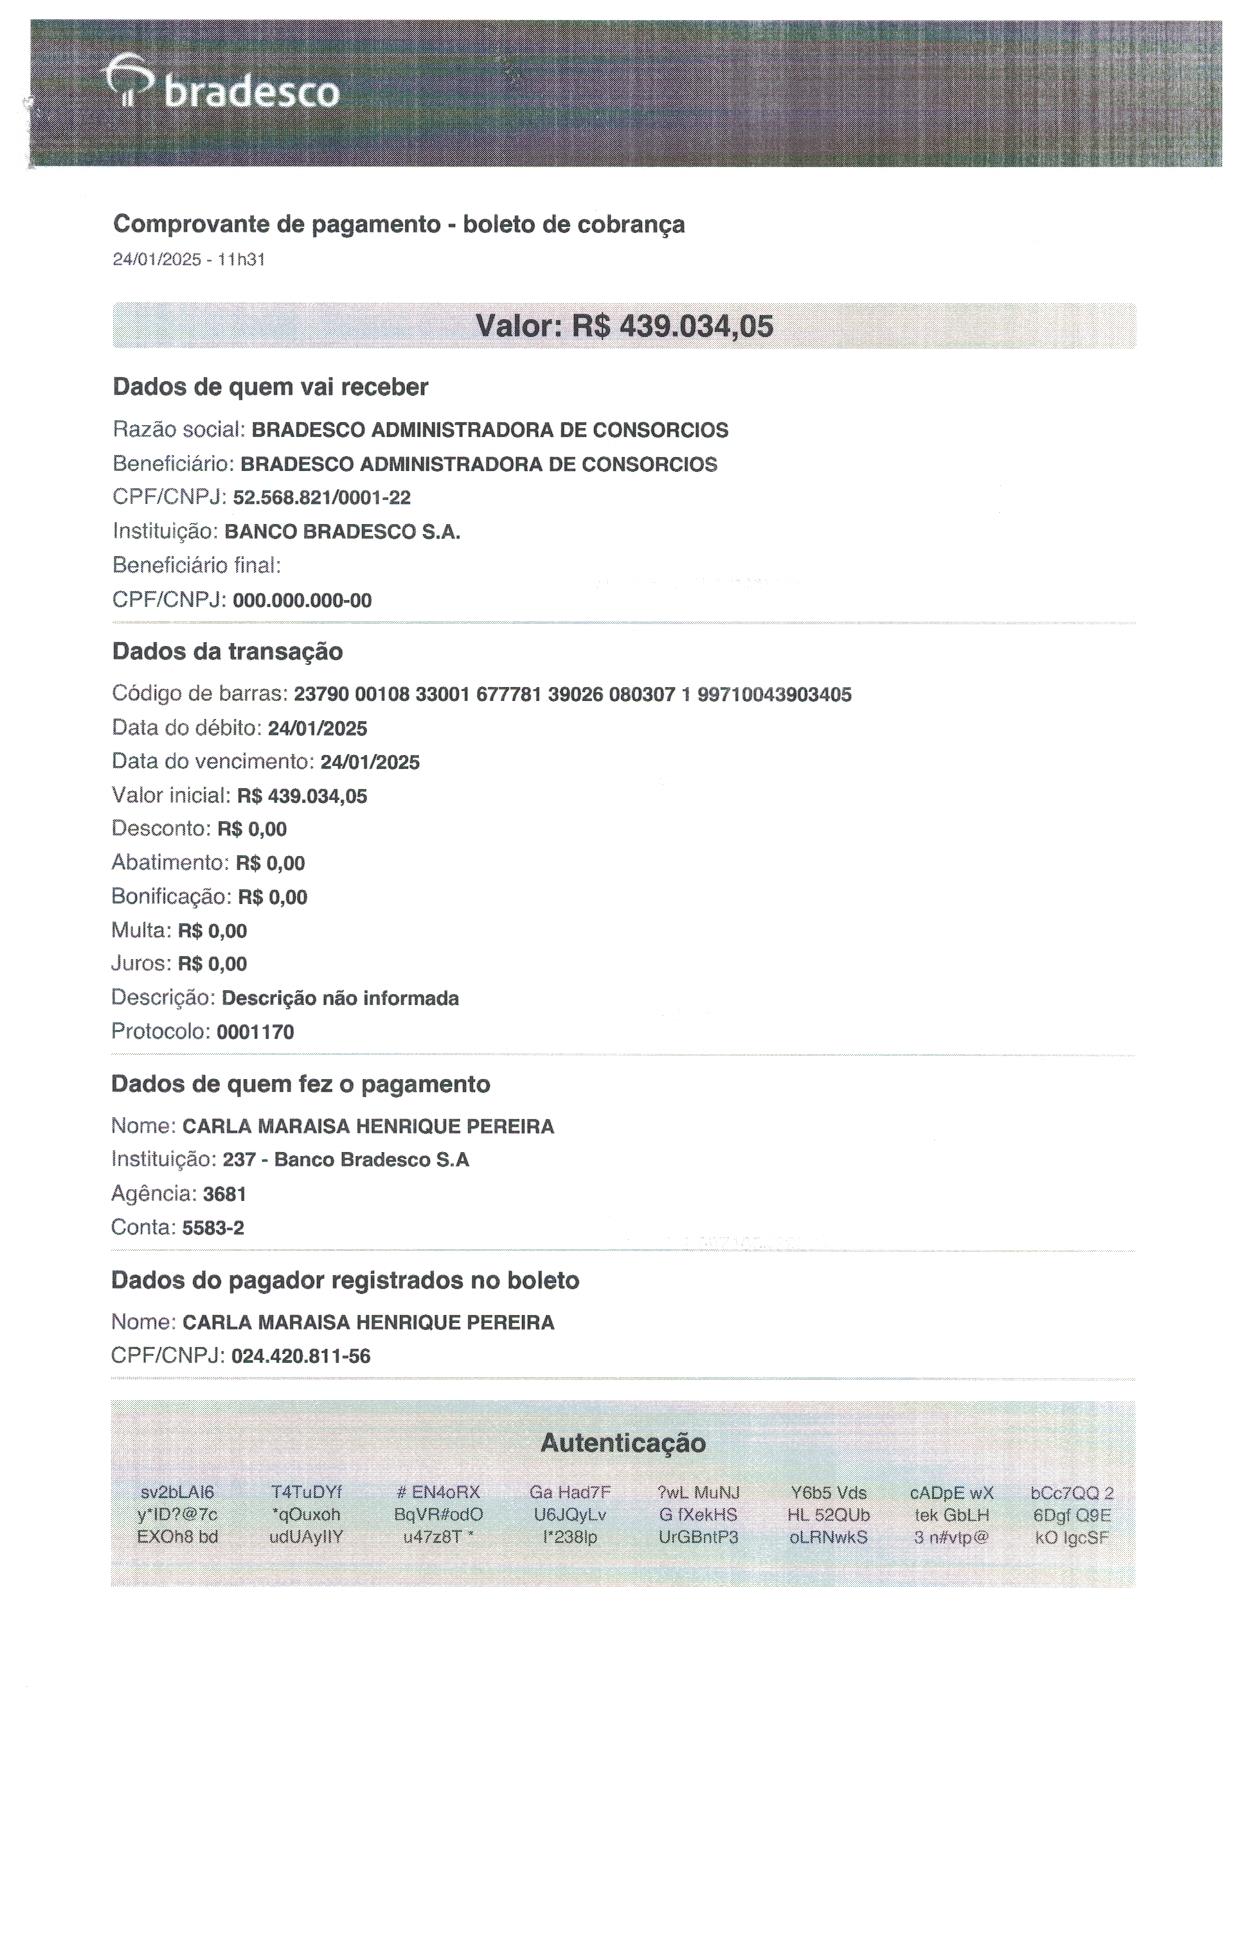 bradesco
Comprovante de pagamento - boleto de cobrança
24/01/2025 - 11h31
Valor: R$ 439.034,05
Dados de quem vai receber
Razão social: BRADESCO ADMINISTRADORA DE CONSORCIOS
Beneficiário: BRADESCO ADMINISTRADORA DE CONSORCIOS
CPF/CNPJ: 52.568.821/0001-22
Instituição: BANCO BRADESCO S.A.
Beneficiário final:
CPF/CNPJ: 000.000.000-00
Dados da transação
Código de barras: 23790 00108 33001 677781 39026 080307 1 99710043903405
Data do débito: 24/01/2025
Data do vencimento: 24/01/2025
Valor inicial: R$ 439.034,05
Desconto: R$ 0,00
Abatimento: R$ 0,00
Bonificação: R$ 0,00
Multa: R$ 0,00
Juros: R$ 0,00
Descrição: Descrição não informada
Protocolo: 0001170
Dados de quem fez o pagamento
Nome: CARLA MARAISA HENRIQUE PEREIRA
Instituição: 237 - Banco Bradesco S.A
Agência: 3681
Conta: 5583-2
Dados do pagador registrados no boleto
Nome: CARLA MARAISA HENRIQUE PEREIRA
CPF/CNPJ: 024.420.811-56
Autenticação
sv2bLAI6 T4TuDYf # EN4oRX Ga Had7F ?wL MuNJ Y6b5 Vds cADpE wX bCc7QQ 2
y*ID?@7c *qOuxoh BqVR#odO U6JQyLv G fXekHS HL 52QUb tek GbLH 6Dgf Q9E
EXOh8 bd udUAyIIY u47z8T * I*238Ip UrGBntP3 oLRNwkS 3 n#vtp@ kO IgcSF